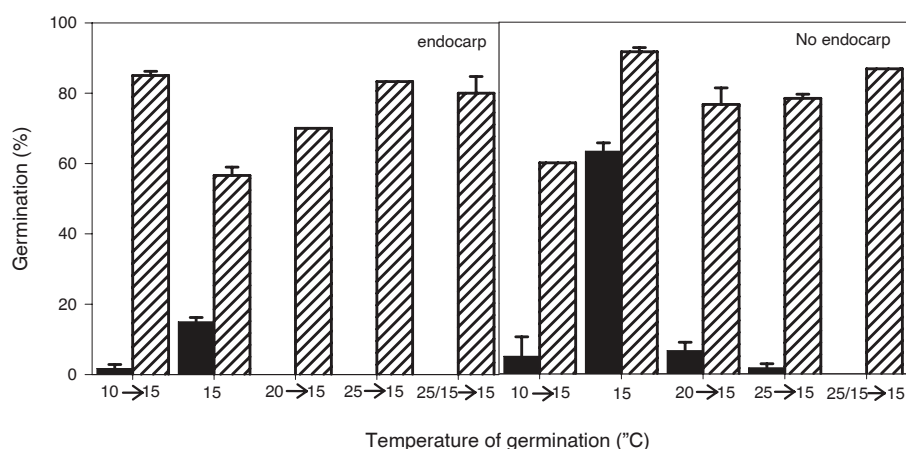 100
80
60
40
20
0
Germination (%)
endocarp
No endocarp
10→15 15 20→15 25→15 25/15→15 10→15 15 20→15 25→15 25/15→15
Temperature of germination (”C)